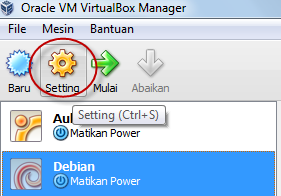 Oracle VM VirtualBox Manager
File Mesin Bantuan
Baru Setting Mulai Abaikan
Setting (Ctrl+S)
Matikan Power
Debian
Matikan Power